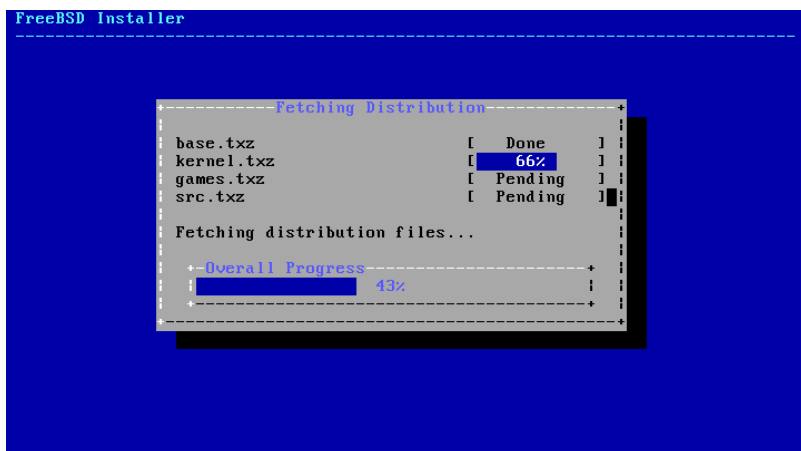 FreeBSD Installer
Fetching Distribution
base.txz [ Done ]
kernel.txz [ 66% ]
games.txz [ Pending ]
src.txz [ Pending ]
Fetching distribution files...
Overall Progress
43%